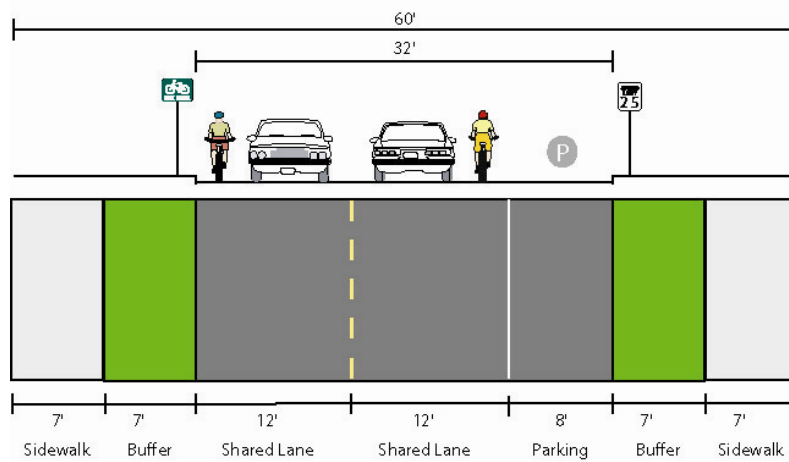 60'
32'
25
P
7' 7' 12' 12' 8' 7' 7'
Sidewalk Buffer Shared Lane Shared Lane Parking Buffer Sidewalk